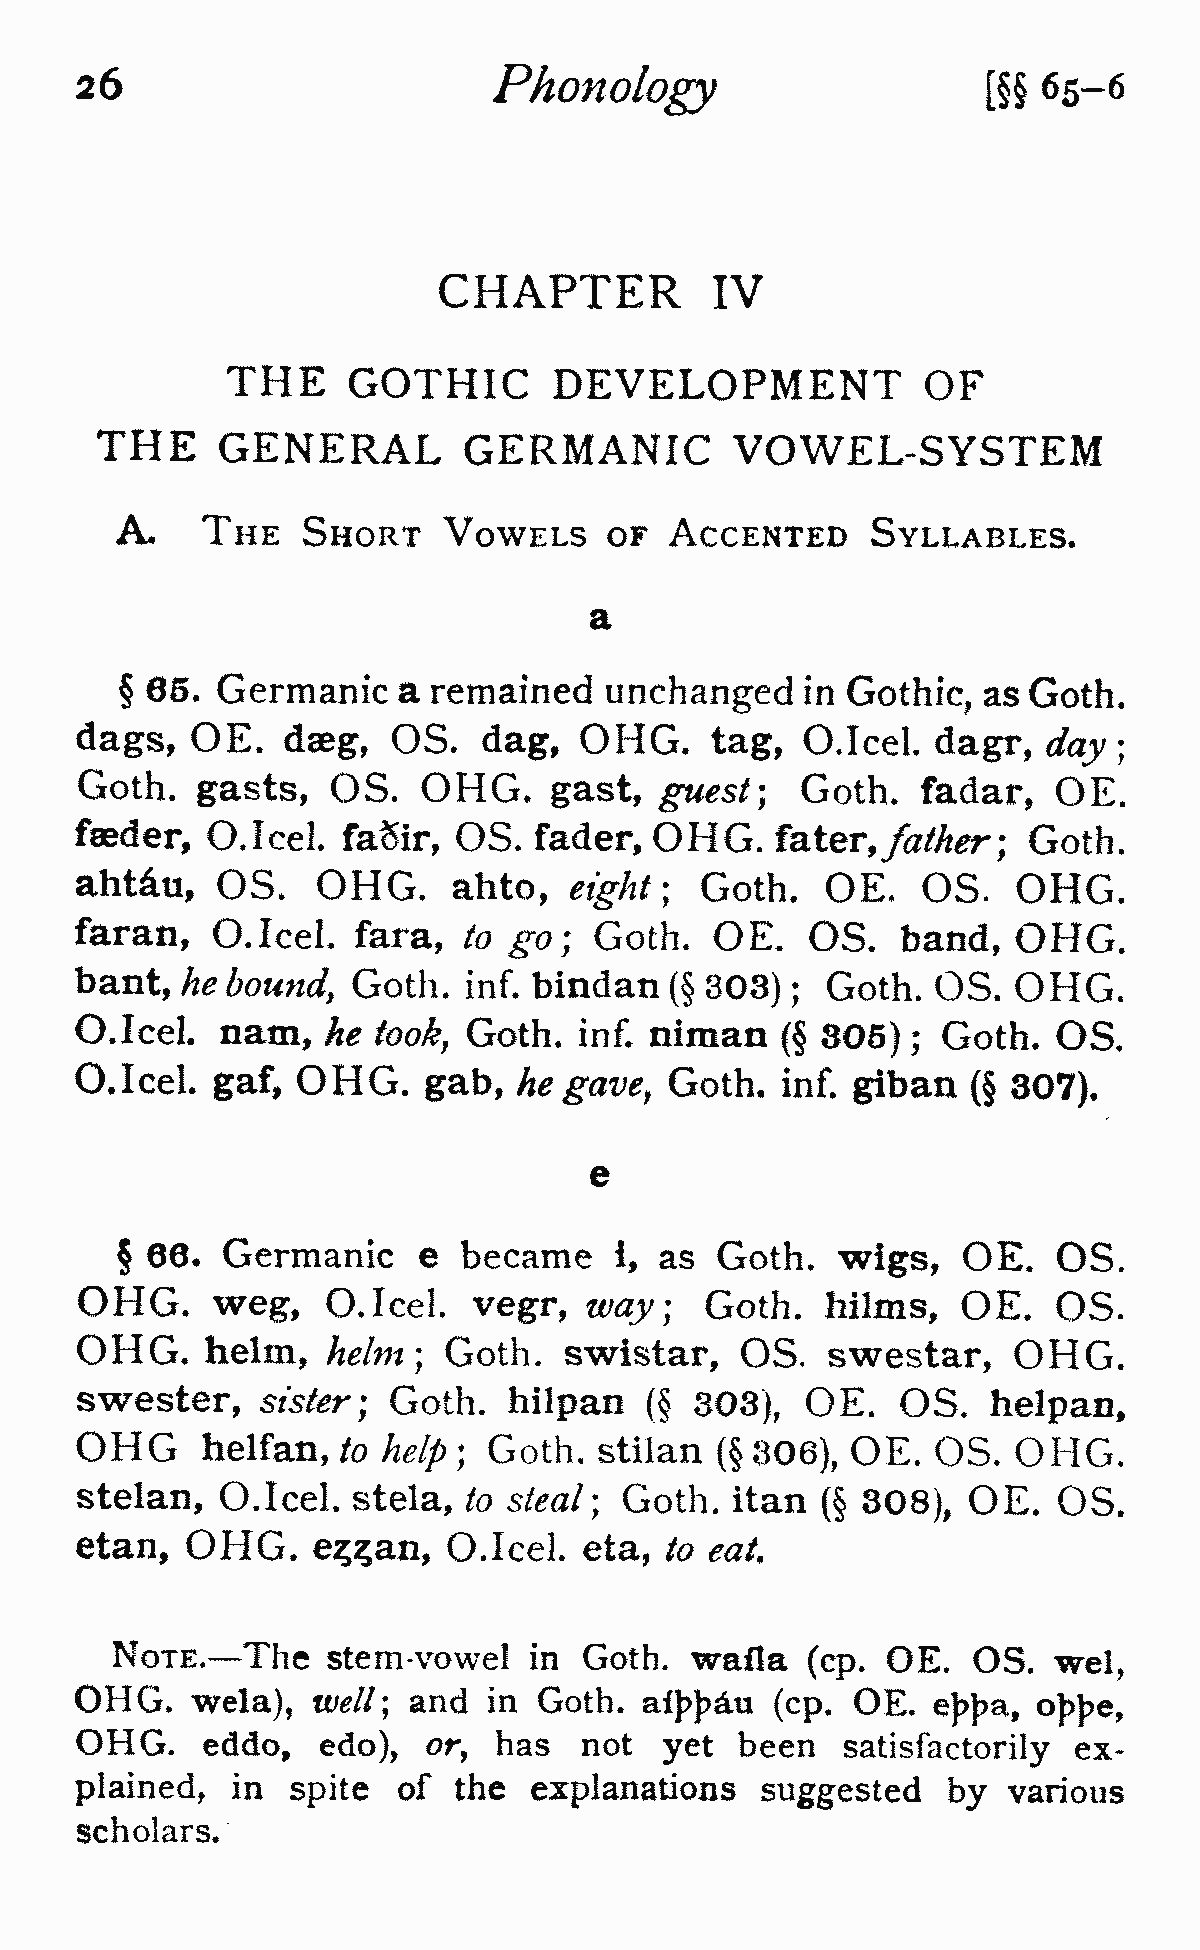 26 Phonology [§§ 65–6
CHAPTER IV
THE GOTHIC DEVELOPMENT OF
THE GENERAL GERMANIC VOWEL-SYSTEM
A. The Short Vowels of Accented Syllables.
a
§ 65. Germanic a remained unchanged in Gothic, as Goth.
dags, OE. dæg, OS. dag, OHG. tag, O.Icel. dagr, day;
Goth. gasts, OS. OHG. gast, guest; Goth. fadar, OE.
fæder, O.Icel. faðir, OS. fader, OHG. fater, father; Goth.
ahtáu, OS. OHG. ahto, eight; Goth. OE. OS. OHG.
faran, O.Icel. fara, to go; Goth. OE. OS. band, OHG.
bant, he bound, Goth. inf. bindan (§ 303); Goth. OS. OHG.
O.Icel. nam, he took, Goth. inf. niman (§ 305); Goth. OS.
O.Icel. gaf, OHG. gab, he gave, Goth. inf. giban (§ 307).
e
§ 66. Germanic e became i, as Goth. wigs, OE. OS.
OHG. weg, O.Icel. vegr, way; Goth. hilms, OE. OS.
OHG. helm, helm; Goth. swistar, OS. swestar, OHG.
swester, sister; Goth. hilpan (§ 303), OE. OS. helpan,
OHG helfan, to help; Goth. stilan (§ 306), OE. OS. OHG.
stelan, O.Icel. stela, to steal; Goth. itan (§ 308), OE. OS.
etan, OHG. eʒʒan, O.Icel. eta, to eat.
Note.—The stem-vowel in Goth. waíla (cp. OE. OS. wel,
OHG. wela), well; and in Goth. aíþþáu (cp. OE. eþþa, oþþe,
OHG. eddo, edo), or, has not yet been satisfactorily ex-
plained, in spite of the explanations suggested by various
scholars.